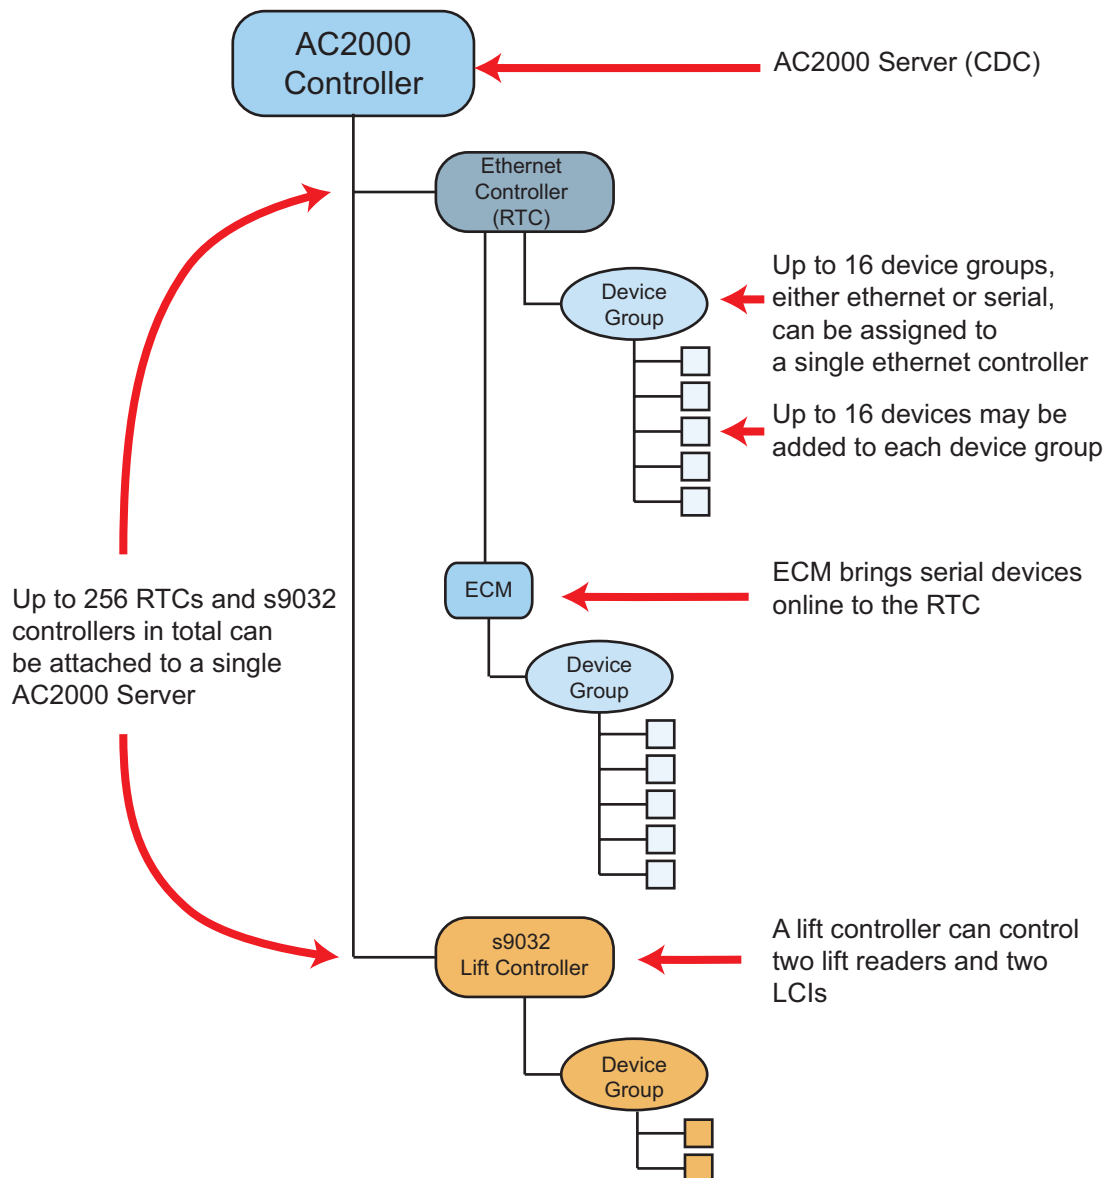 AC2000
Controller
AC2000 Server (CDC)
Ethernet
Controller
(RTC)
Device
Group
Up to 16 device groups,
either ethernet or serial,
can be assigned to
a single ethernet controller
Up to 16 devices may be
added to each device group
ECM
ECM brings serial devices
online to the RTC
Up to 256 RTCs and s9032
controllers in total can
be attached to a single
AC2000 Server
Device
Group
s9032
Lift Controller
A lift controller can control
two lift readers and two
LCIs
Device
Group